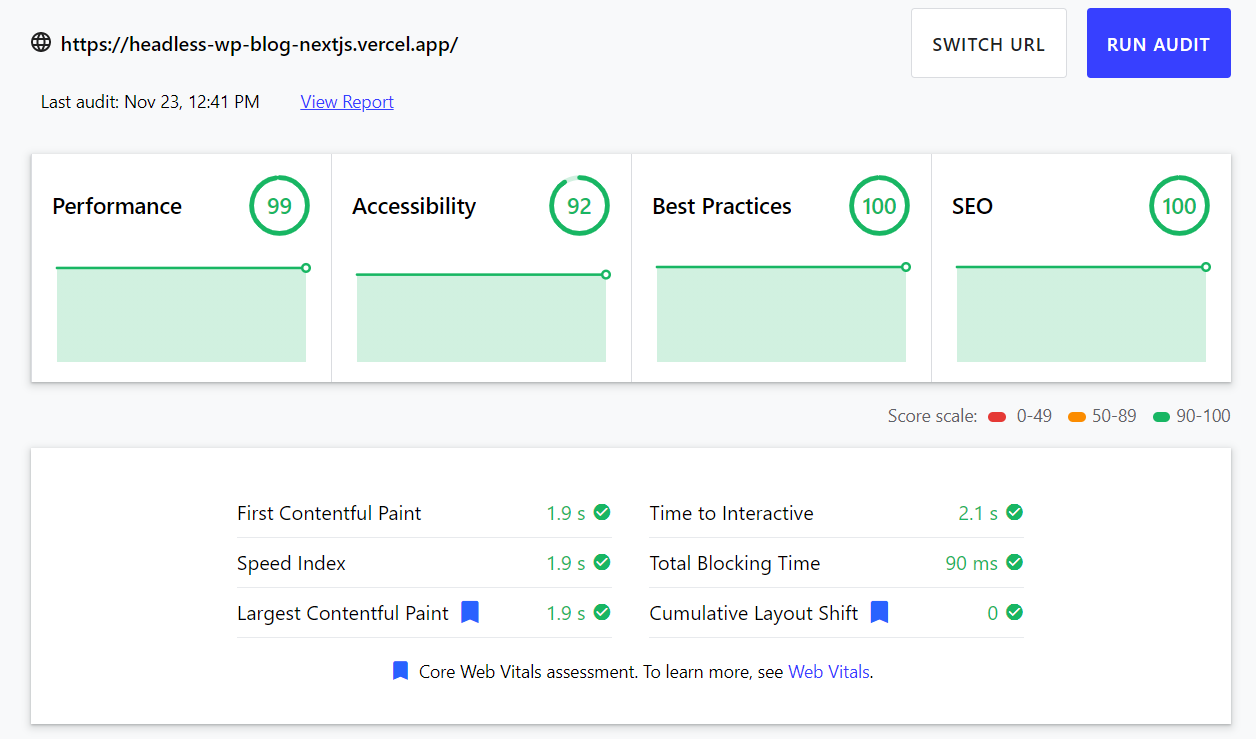 https://headless-wp-blog-nextjs.vercel.app/
SWITCH URL
RUN AUDIT
Last audit: Nov 23, 12:41 PM
View Report
Performance
99
Accessibility
92
Best Practices
100
SEO
100
Score scale: 0-49 50-89 90-100
First Contentful Paint 1.9 s
Time to Interactive 2.1 s
Speed Index 1.9 s
Total Blocking Time 90 ms
Largest Contentful Paint 1.9 s
Cumulative Layout Shift 0
Core Web Vitals assessment. To learn more, see Web Vitals.